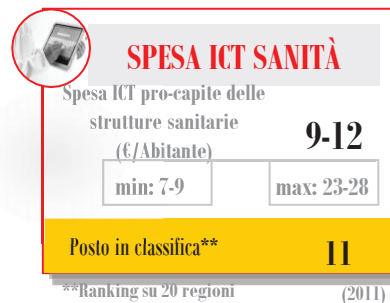 SPESA ICT SANITÀ
Spesa ICT pro-capite delle
strutture sanitarie
(€/Abitante)
9-12
min: 7-9
max: 23-28
Posto in classifica**
11
**Ranking su 20 regioni
(2011)